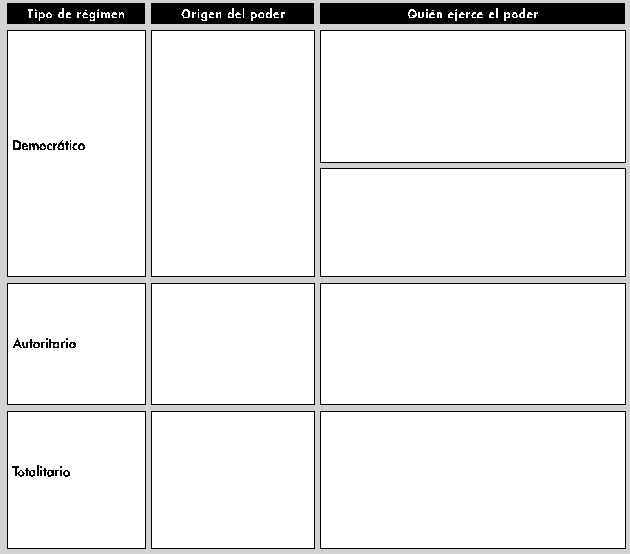 Tipo de régimen Origen del poder Quién ejerce el poder
Democrático
Autoritario
Totalitario